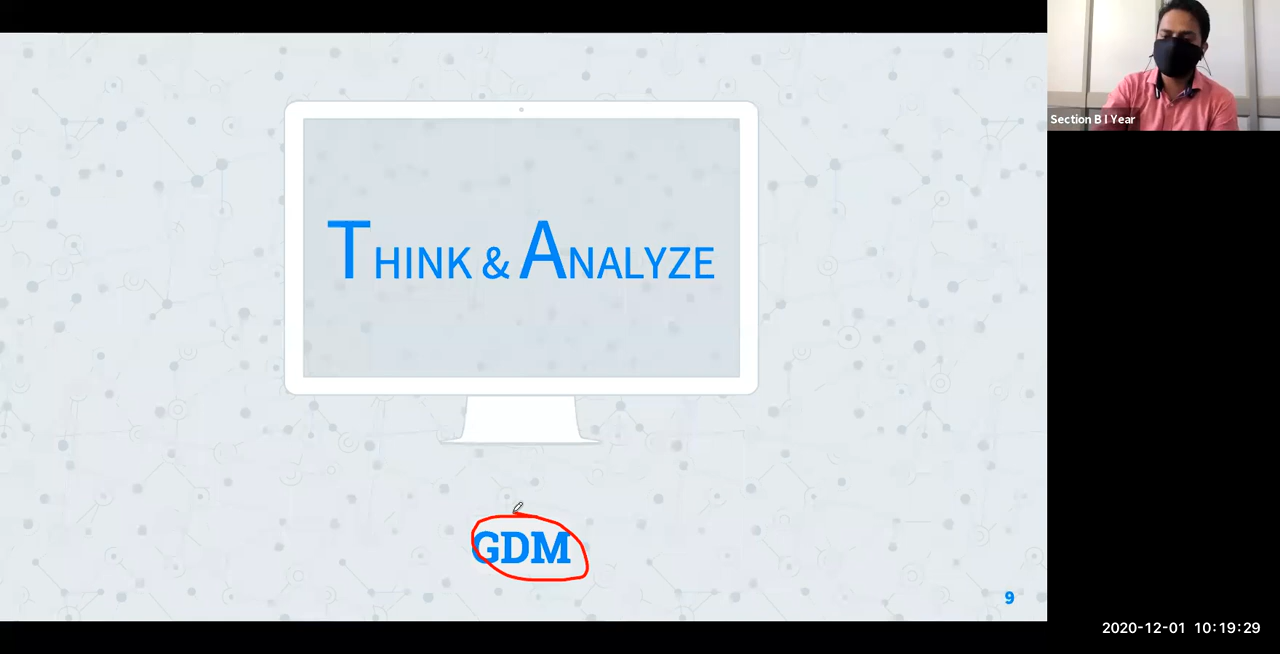 Section B I Year
THINK & ANALYZE
GDM
9
2020-12-01 10:19:29